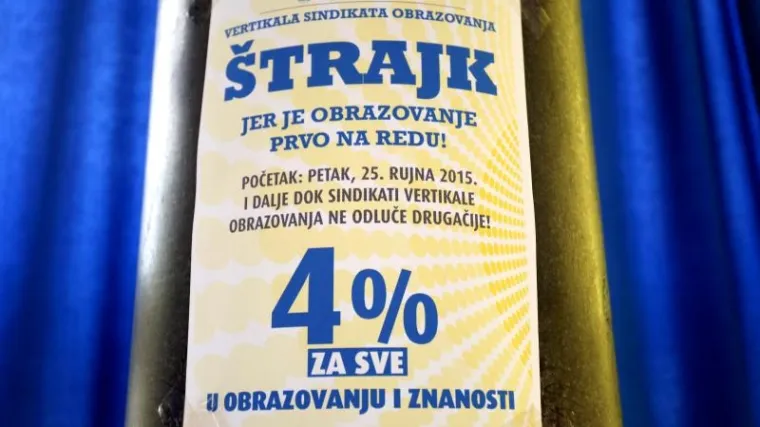 VERTIKALA SINDIKATA OBRAZOVANJA
ŠTRAJK
JER JE OBRAZOVANJE
PRVO NA REDU!
POČETAK: PETAK, 25. RUJNA 2015.
I DALJE DOK SINDIKATI VERTIKALE
OBRAZOVANJA NE ODLUČE DRUGAČIJE!
4%
ZA SVE
U OBRAZOVANJU I ZNANOSTI